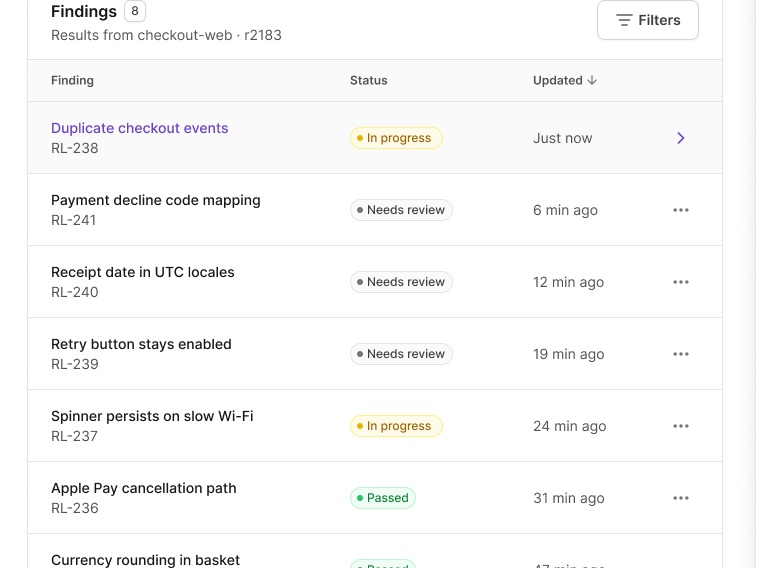 Findings 8
Results from checkout-web · r2183
Filters
Finding Status Updated
Duplicate checkout events
RL-238
In progress
Just now
Payment decline code mapping
RL-241
Needs review
6 min ago
Receipt date in UTC locales
RL-240
Needs review
12 min ago
Retry button stays enabled
RL-239
Needs review
19 min ago
Spinner persists on slow Wi-Fi
RL-237
In progress
24 min ago
Apple Pay cancellation path
RL-236
Passed
31 min ago
Currency rounding in basket
Passed